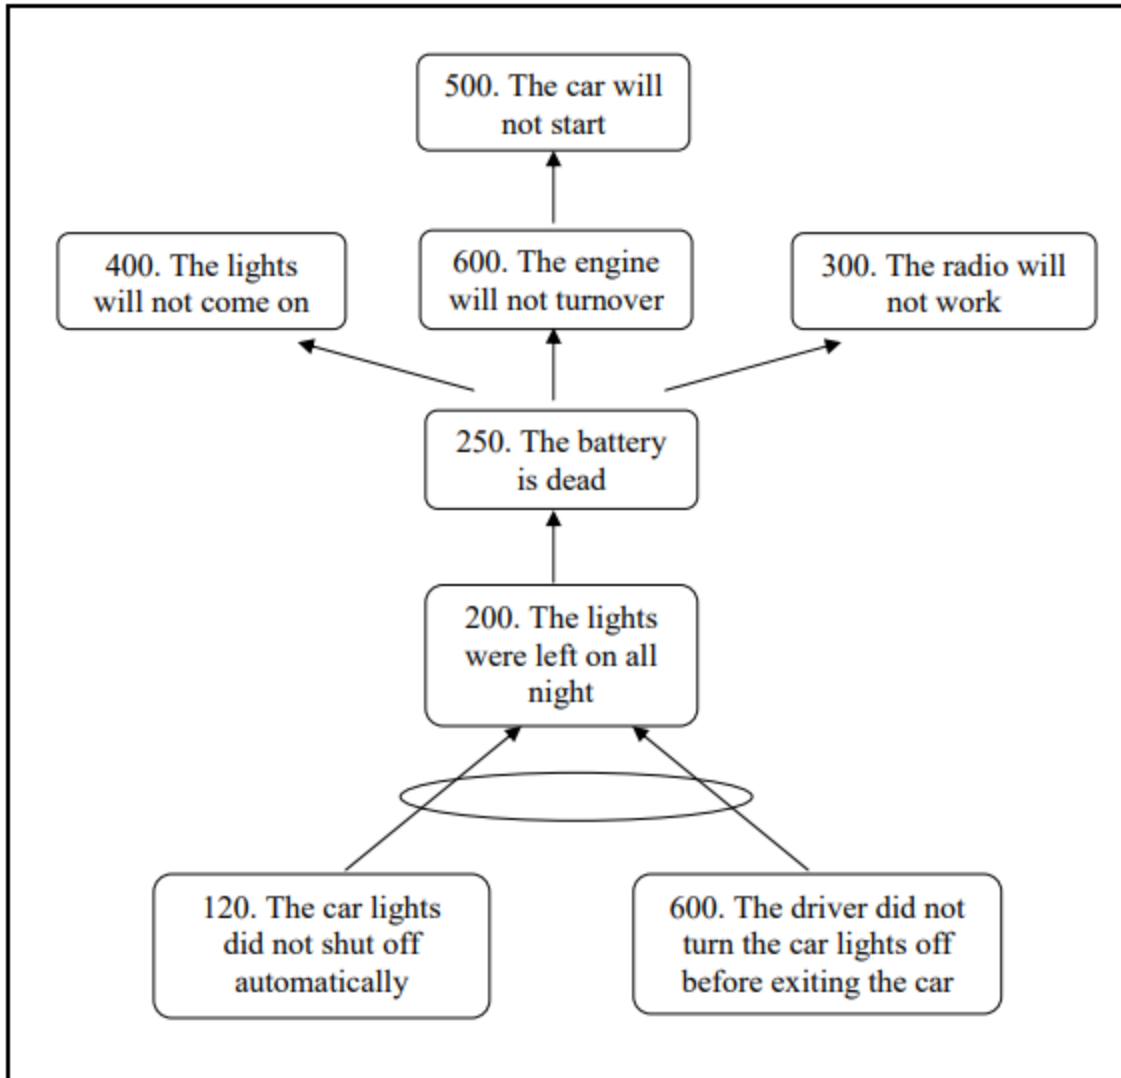 500. The car will
not start
400. The lights
will not come on
600. The engine
will not turnover
300. The radio will
not work
250. The battery
is dead
200. The lights
were left on all
night
120. The car lights
did not shut off
automatically
600. The driver did not
turn the car lights off
before exiting the car